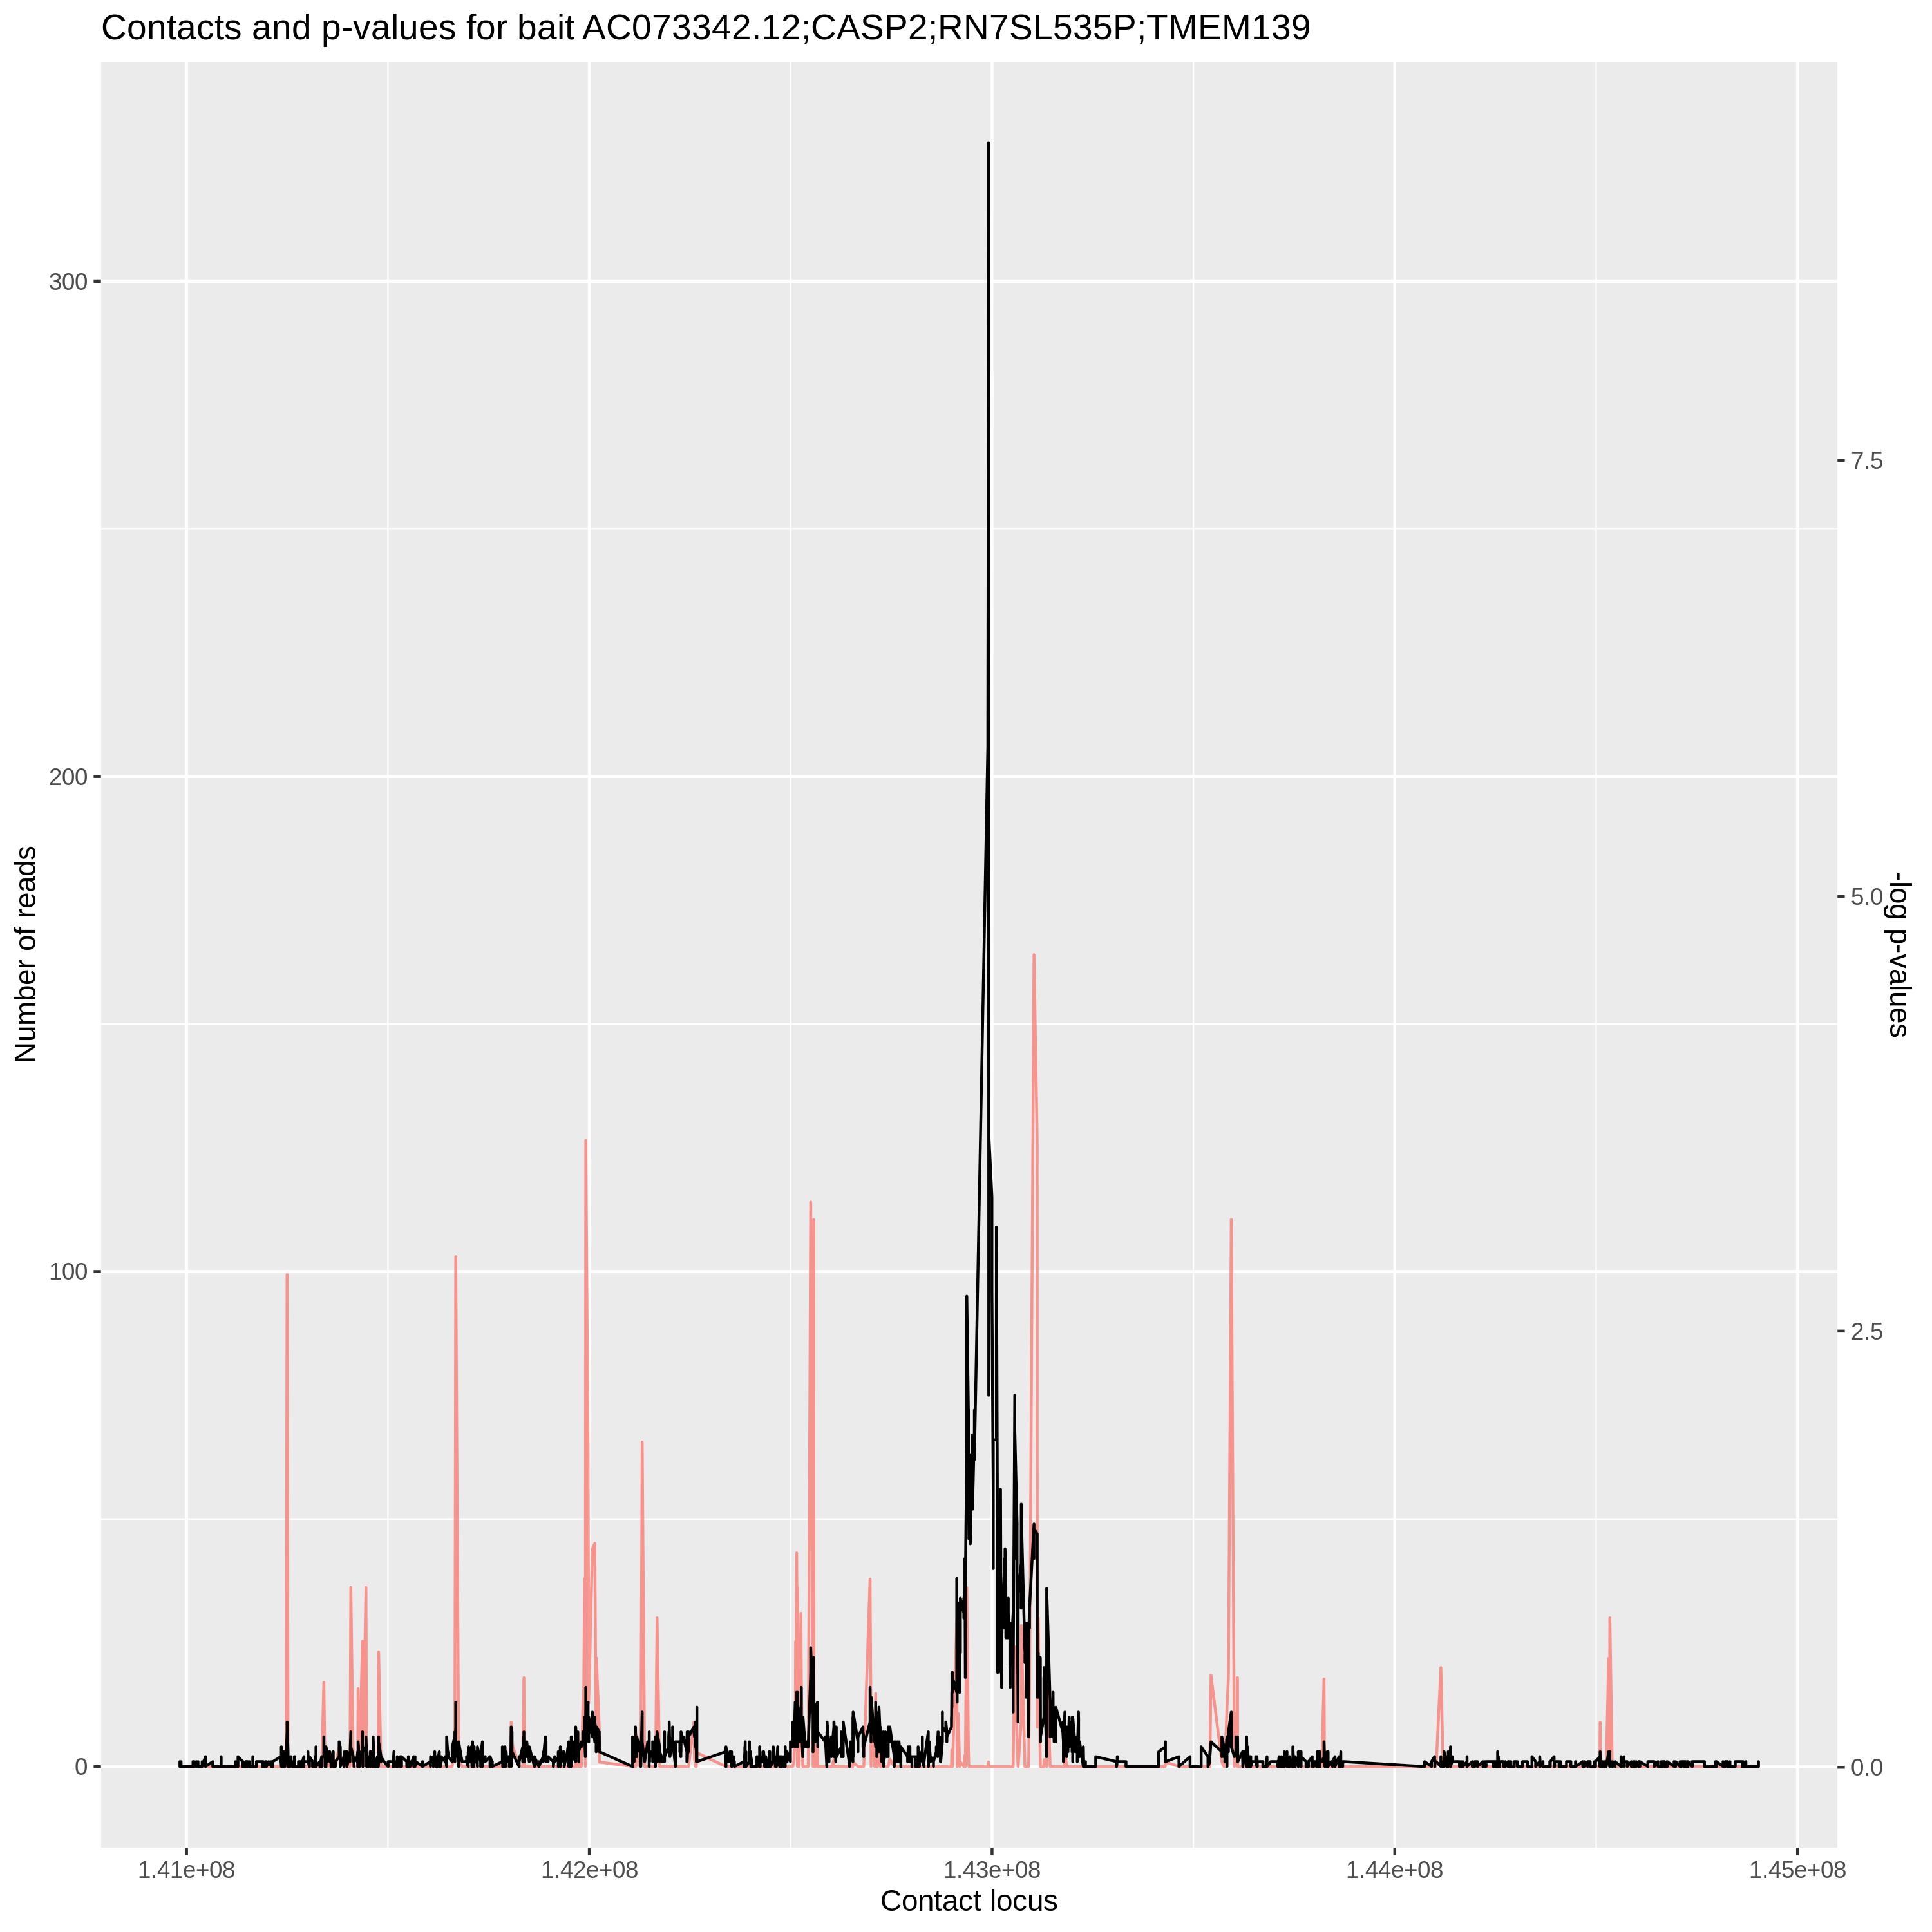 Contacts and p-values for bait AC073342.12;CASP2;RN7SL535P;TMEM139
300
200
100
0
Number of reads
7.5
5.0
2.5
0.0
-log p-values
1.41e+08
1.42e+08
1.43e+08
1.44e+08
1.45e+08
Contact locus